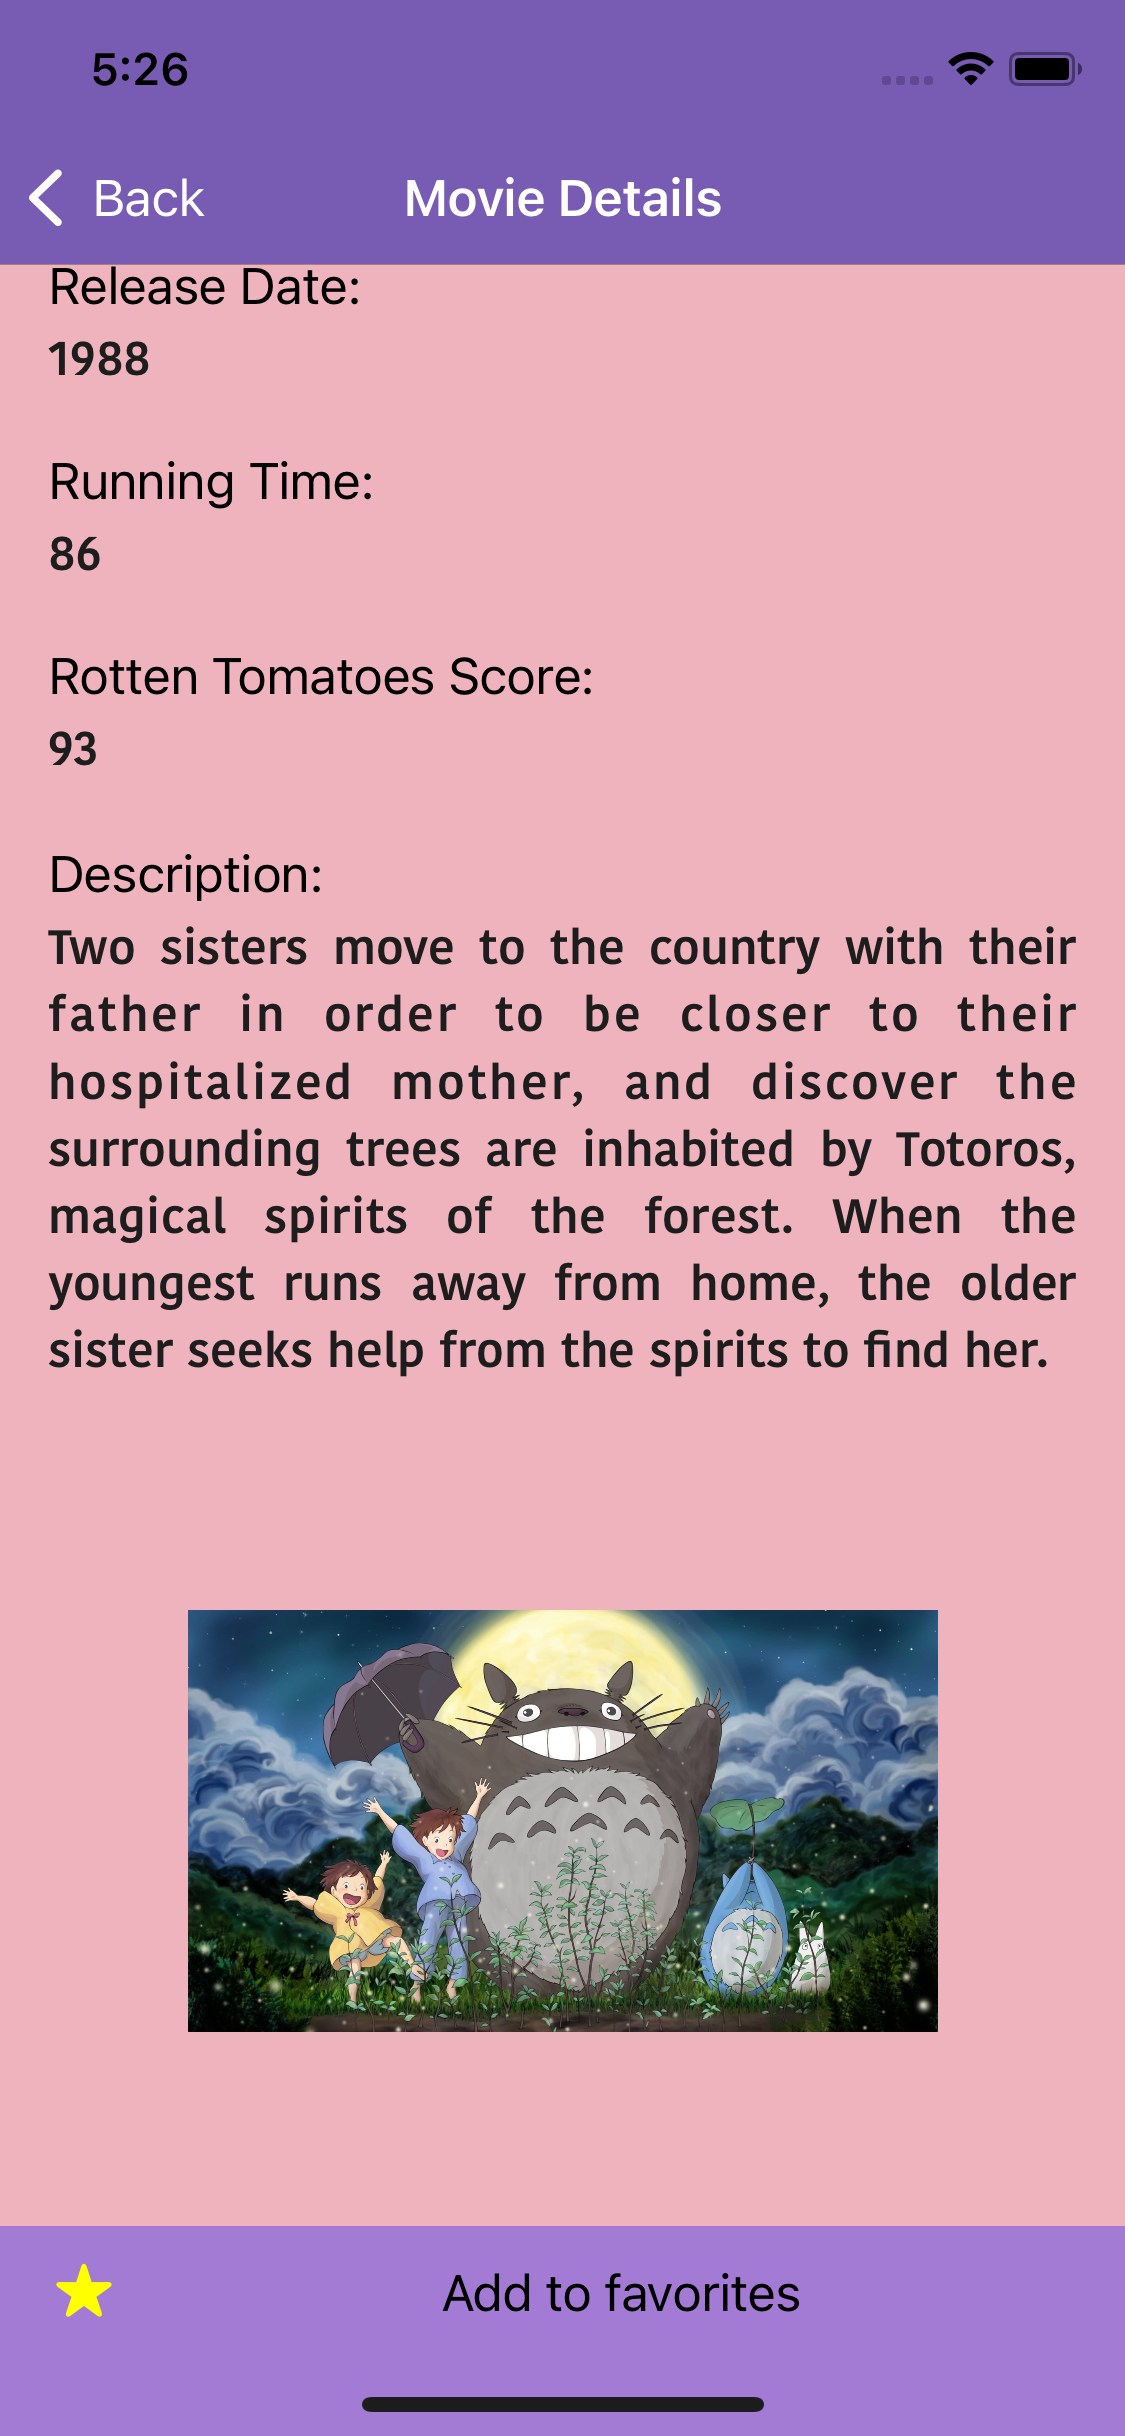 5:26
Back
Movie Details
Release Date:
1988
Running Time:
86
Rotten Tomatoes Score:
93
Description:
Two sisters move to the country with their
father in order to be closer to their
hospitalized mother, and discover the
surrounding trees are inhabited by Totoros,
magical spirits of the forest. When the
youngest runs away from home, the older
sister seeks help from the spirits to find her.
Add to favorites